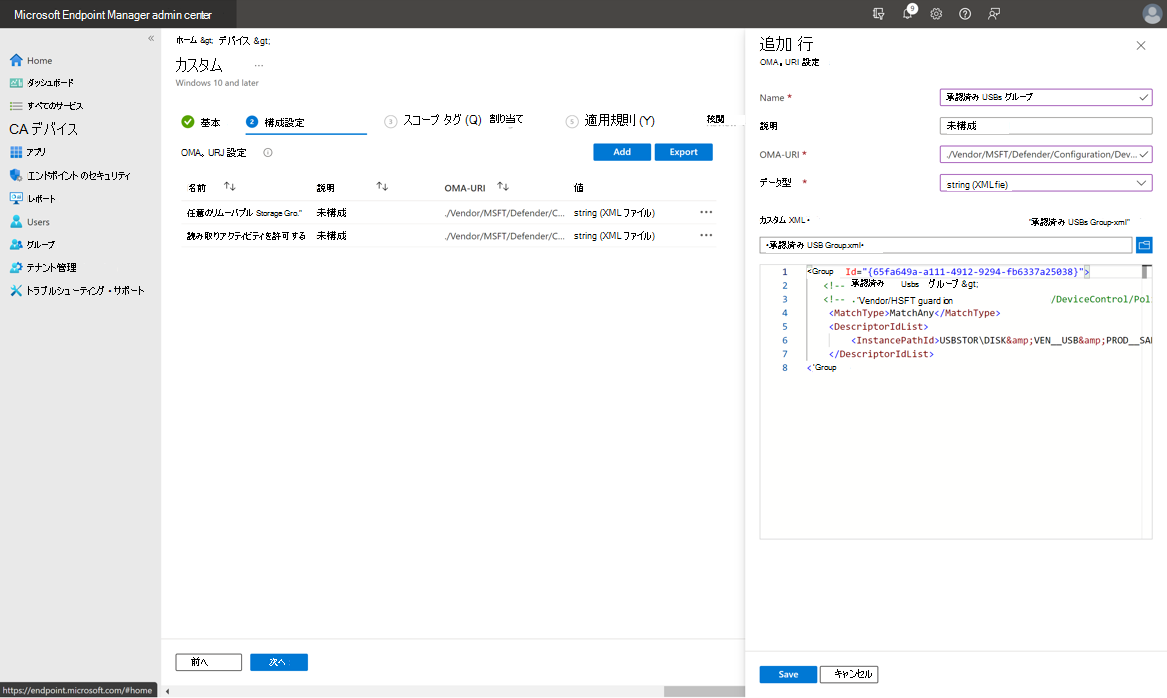 Microsoft Endpoint Manager admin center
9
«
Home
ダッシュボード
すべてのサービス
CA デバイス
アプリ
エンドポイント のセキュリティ
レポート
Users
グループ
テナント管理
トラブルシューティング・サポート
https://endpoint.microsoft.com/#home
ホーム &gt; デバイス &gt;
カスタム ...
Windows 10 and later
基本
2 構成設定
3 スコープ タグ (Q) 割り当て
5 適用規則 (Y)
検閲
OMA。URJ 設定
Add
Export
名前 説明 OMA-URI 値
任意のリムーバブル Storage Gro." 未構成 ./Vendor/MSFT/Defender/C... string (XML ファイル) ...
読み取りアクティビティを許可する 未構成 ./Vendor/MSFT/Defender/C... string (XML ファイル) ...
前へ
次へ
追加 行
OMA。URI 設定
Name * 承認済み USBs グループ
説明 未構成
OMA-URI * ./Vendor/MSFT/Defender/Configuration/Dev...
データ型 * string (XML fie)
カスタム XML • "承認済み USBs Group-xml"
•承認済み USB Group.xml•
1 <Group Id="{65fa649a-a111-4912-9294-fb6337a25038}">
2 <!-- 承認済み Usbs グループ &gt;
3 <!-- ."Vendor/HSFT guard ion /DeviceControl/Pol
4 <MatchType>MatchAny</MatchType>
5 <DescriptorIdList>
6 <InstancePathId>USBSTOR\DISK&amp;VEN__USB&amp;PROD__SAN
7 </DescriptorIdList>
8 <'Group
Save
キャンセル